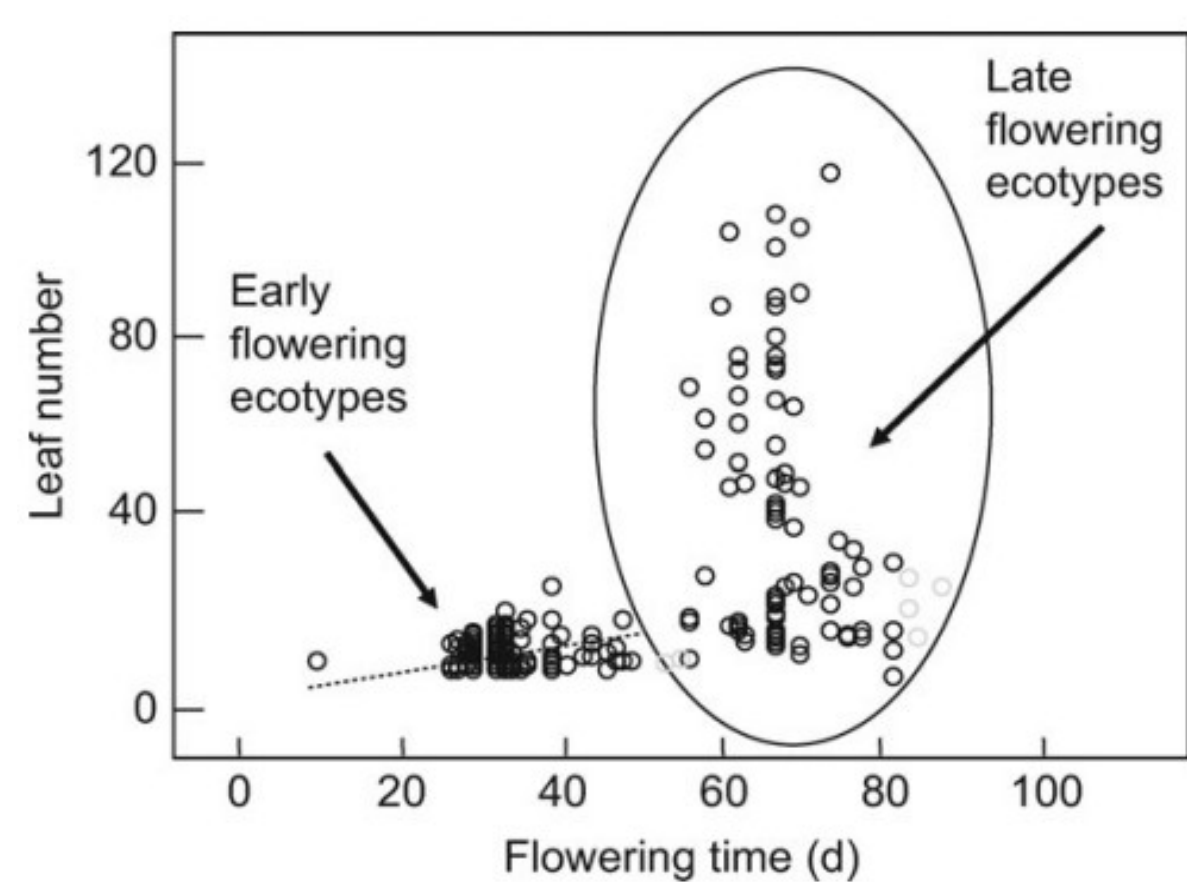 Late
flowering
ecotypes
Early
flowering
ecotypes
Leaf number
120
80
40
0
0 20 40 60 80 100
Flowering time (d)